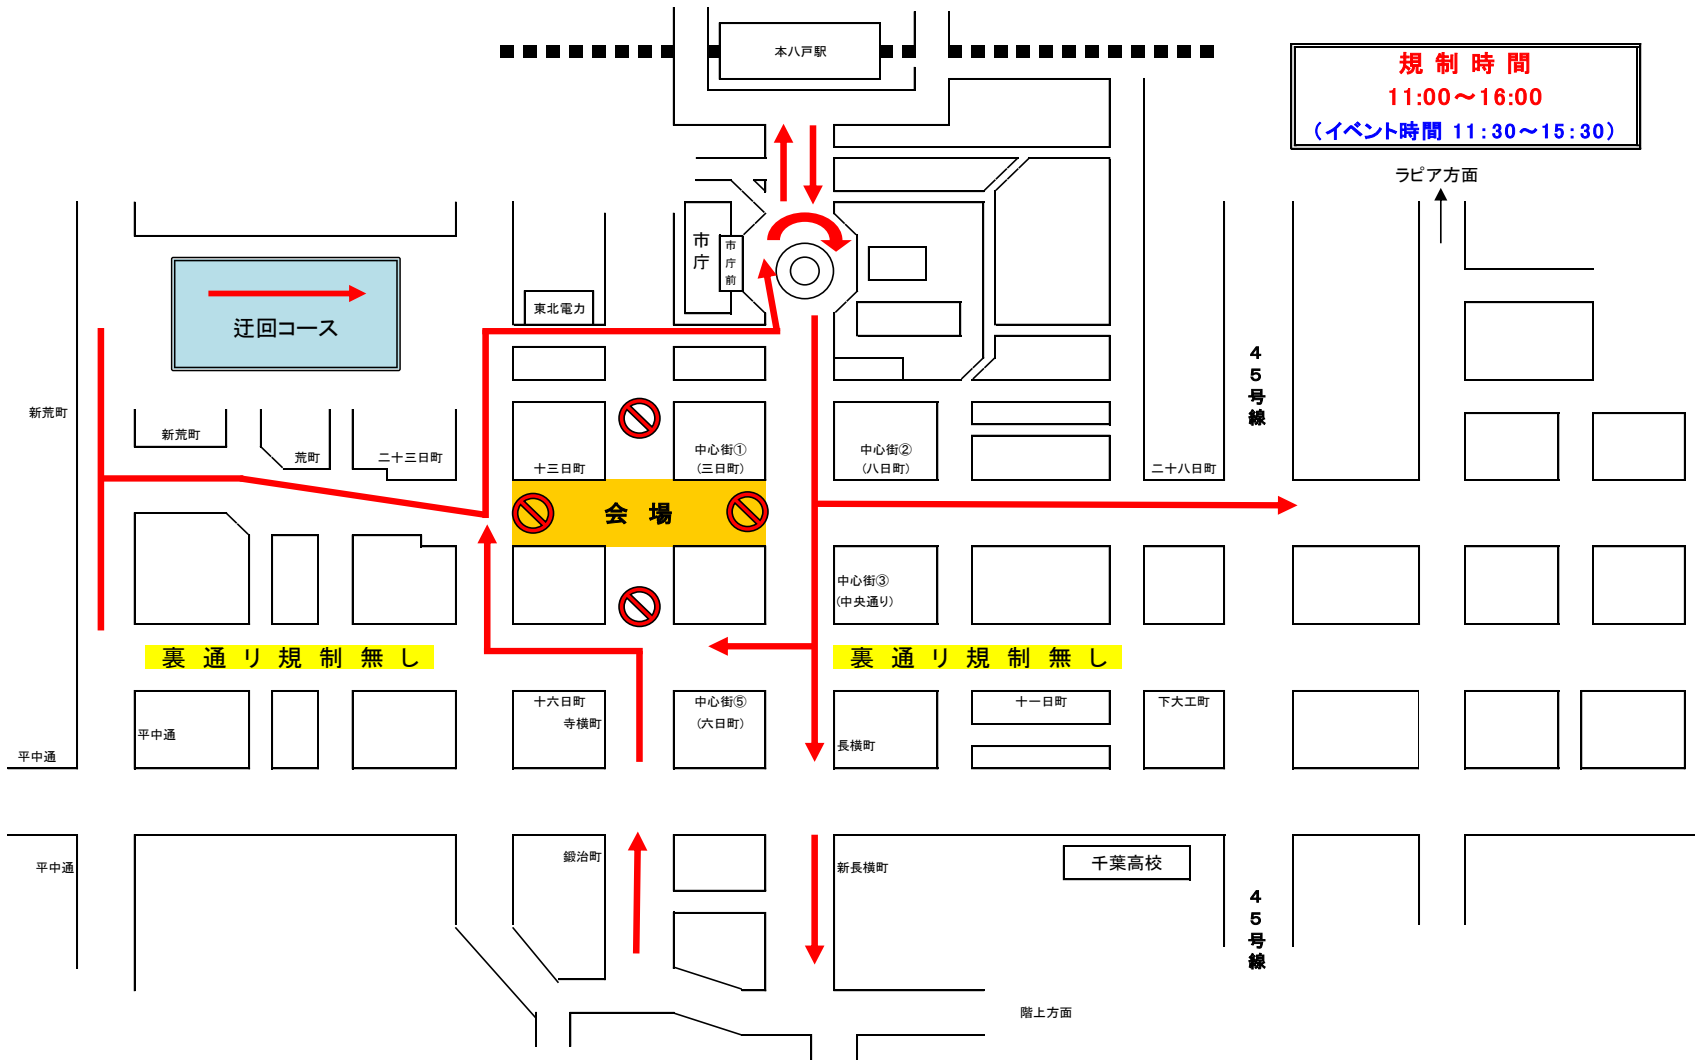 本八戸駅
規制時間
11:00～16:00
（イベント時間 11:30～15:30）
ラピア方面
市庁
市庁前
東北電力
迂回コース
45号線
新荒町
新荒町
荒町
二十三日町
十三日町
中心街①
(三日町)
中心街②
(八日町)
二十八日町
会場
中心街③
(中央通り)
裏通り規制無し
裏通り規制無し
十六日町
寺横町
中心街⑤
(六日町)
十一日町
下大工町
平中通
長横町
平中通
平中通
鍛治町
新長横町
千葉高校
45号線
階上方面